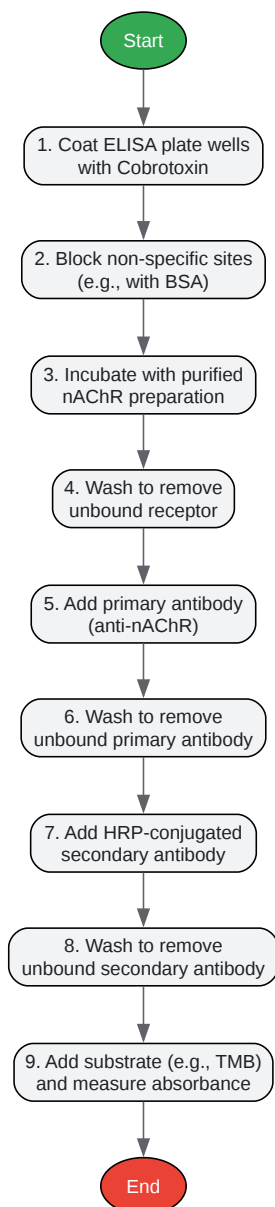 Start
1. Coat ELISA plate wells
with Cobrotoxin
2. Block non-specific sites
(e.g., with BSA)
3. Incubate with purified
nAChR preparation
4. Wash to remove
unbound receptor
5. Add primary antibody
(anti-nAChR)
6. Wash to remove
unbound primary antibody
7. Add HRP-conjugated
secondary antibody
8. Wash to remove
unbound secondary antibody
9. Add substrate (e.g., TMB)
and measure absorbance
End